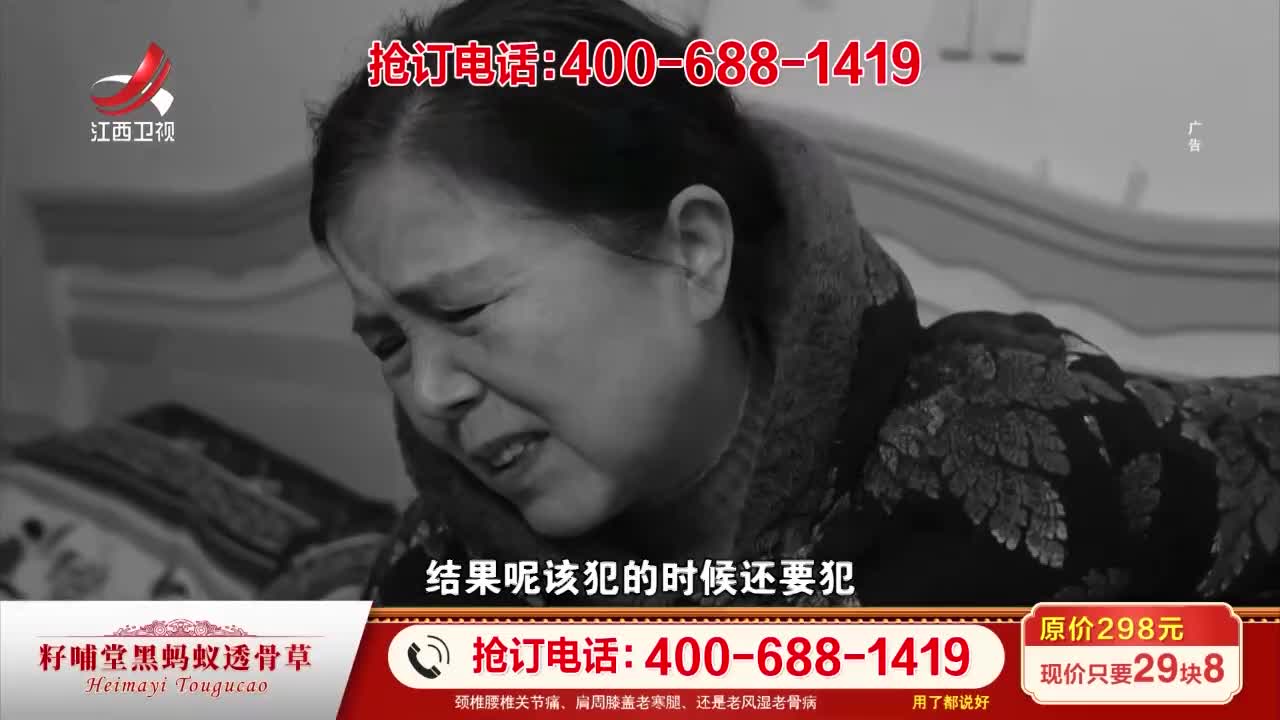 抢订电话:400-688-1419
江西卫视
广告
结果呢该犯的时候还要犯
籽哺堂黑蚂蚁透骨草
Heimayi Tougucao
抢订电话:400-688-1419
原价298元
现价只要29块8
颈椎腰椎关节痛、肩周膝盖老寒腿、还是老风湿老骨病
用了都说好